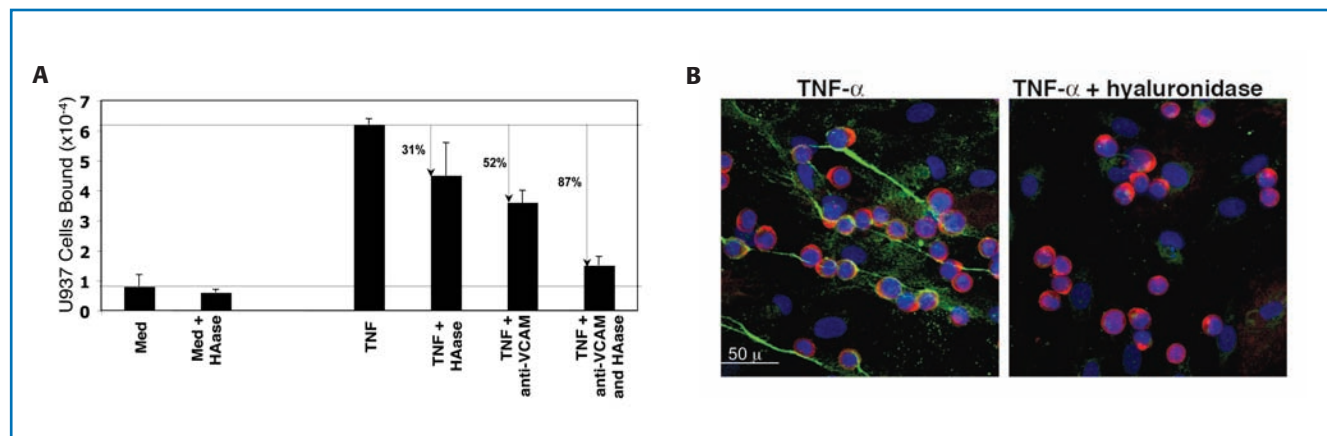 A
U937 Cells Bound (x10⁻⁴)
7
6
5
4
3
2
1
0
31%
52%
87%
Med
Med +
HAase
TNF
TNF +
HAase
TNF +
anti-VCAM
TNF +
anti-VCAM
and HAase
B
TNF-α
TNF-α + hyaluronidase
50 μ